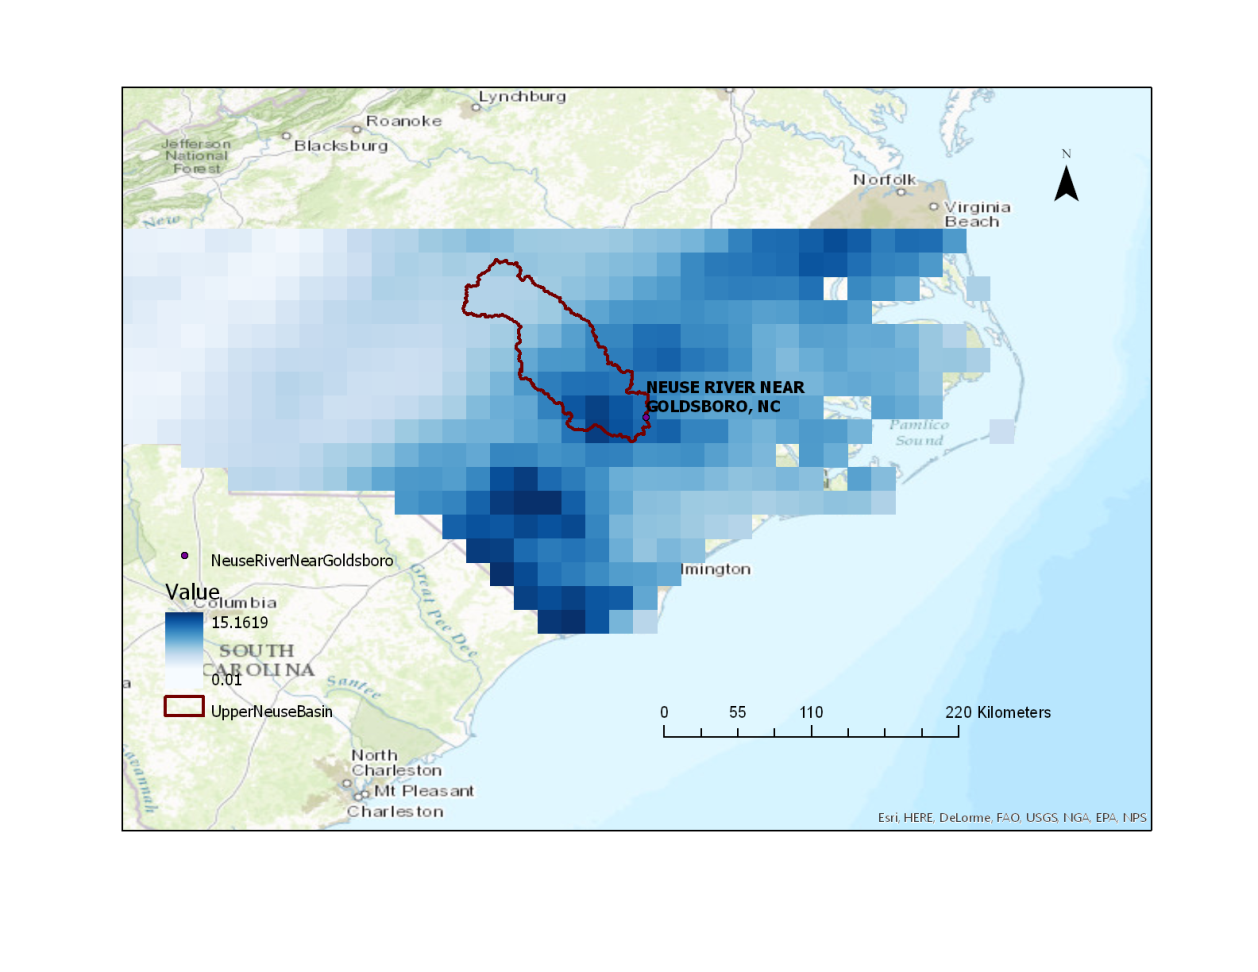 Lynchburg
Roanoke
Blacksburg
Jefferson
National
Forest
New
Norfolk
Virginia
Beach
N
NEUSE RIVER NEAR
GOLDSBORO, NC
Pamlico
Sound
lmington
NeuseRiverNearGoldsboro
Value
Columbia
15.1619
SOUTH
CAROLINA
0.01
UpperNeuseBasin
Great Pee Dee
Santee
a
avannah
0 55 110 220 Kilometers
North
Charleston
Mt Pleasant
Charleston
Esri, HERE, DeLorme, FAO, USGS, NGA, EPA, NPS